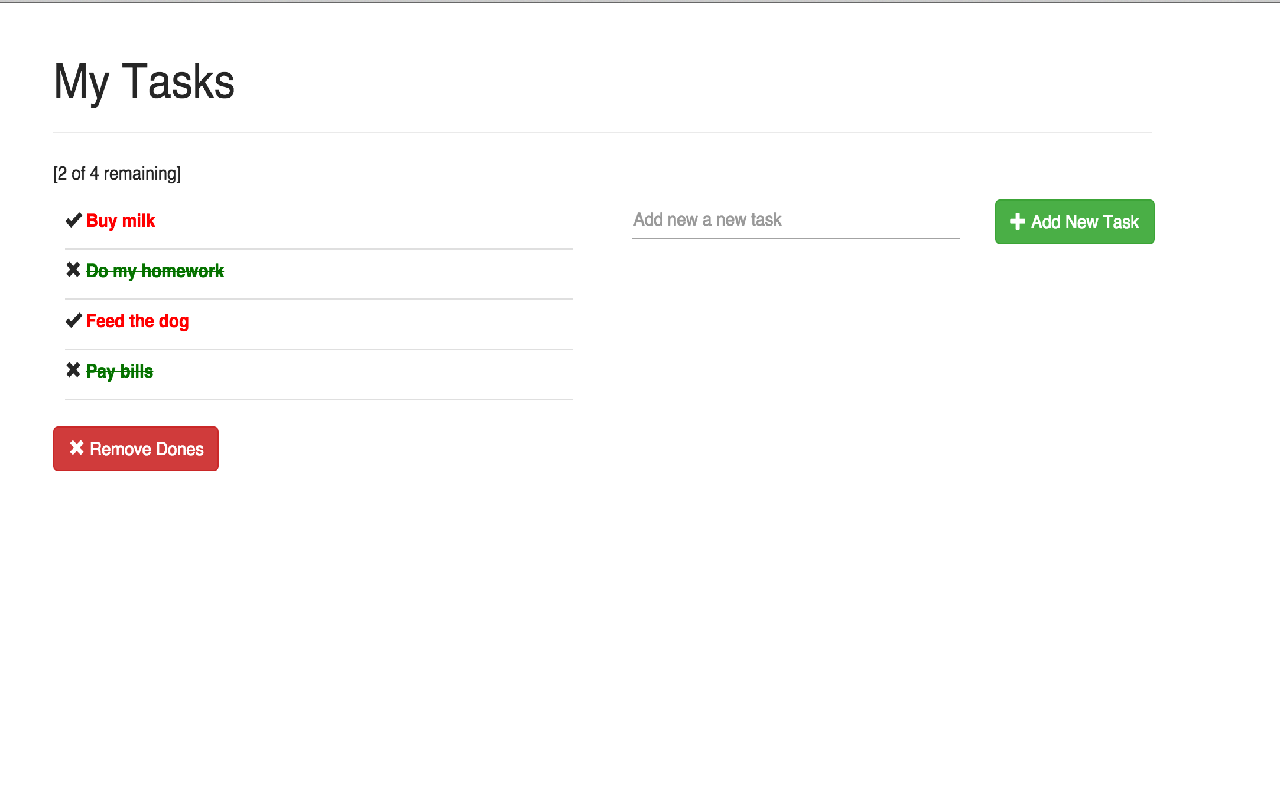 My Tasks
[2 of 4 remaining]
Buy milk
Add new a new task
Add New Task
Do my homework
Feed the dog
Pay bills
Remove Dones